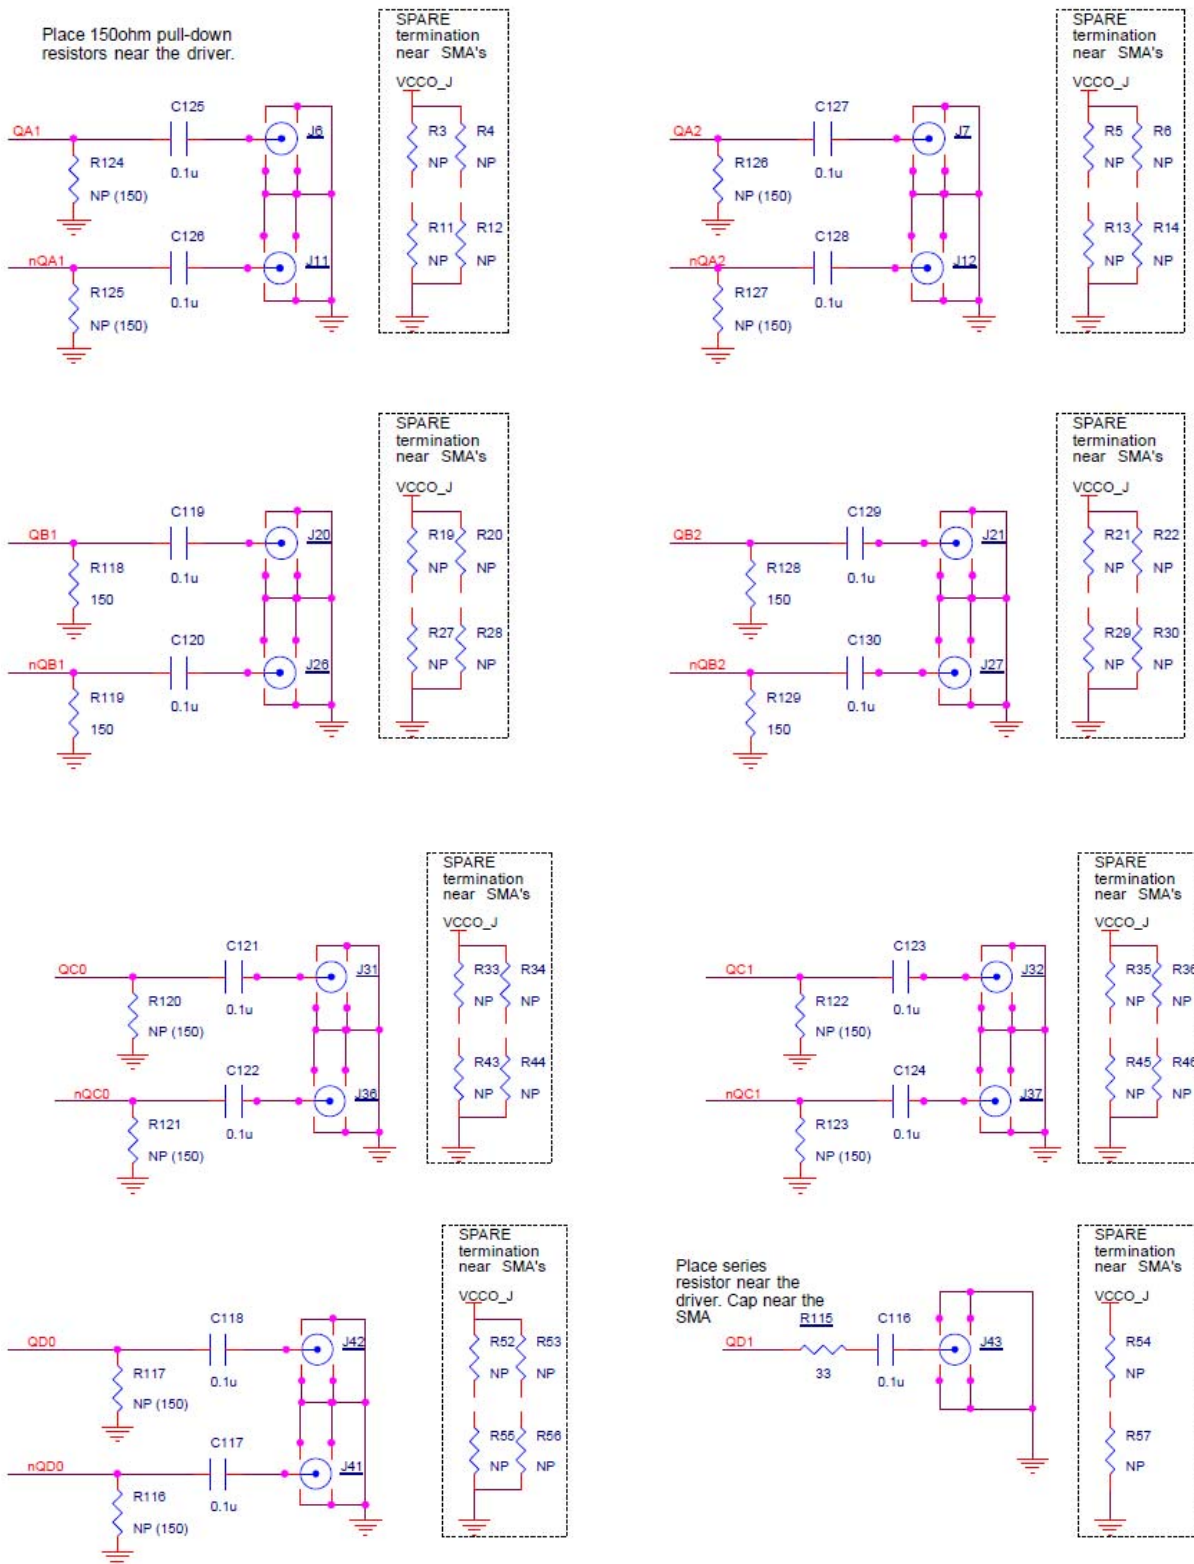 Place 150ohm pull-down
resistors near the driver.
SPARE
termination
near SMA's
VCCO_J
C125
QA1
J6
R3
R4
R124
0.1u
NP
NP
NP (150)
C126
R11
R12
nQA1
J11
NP
NP
R125
0.1u
NP (150)
SPARE
termination
near SMA's
VCCO_J
C127
QA2
J7
R5
R6
R126
0.1u
NP
NP
NP (150)
C128
R13
R14
nQA2
J12
NP
NP
R127
0.1u
NP (150)
SPARE
termination
near SMA's
VCCO_J
C119
QB1
J20
R19
R20
R118
0.1u
NP
NP
150
C120
R27
R28
nQB1
J26
NP
NP
R119
0.1u
150
SPARE
termination
near SMA's
VCCO_J
C129
QB2
J21
R21
R22
R128
0.1u
NP
NP
150
C130
R29
R30
nQB2
J27
NP
NP
R129
0.1u
150
SPARE
termination
near SMA's
VCCO_J
C121
QC0
J31
R33
R34
R120
0.1u
NP
NP
NP (150)
C122
R43
R44
nQC0
J36
NP
NP
R121
0.1u
NP (150)
SPARE
termination
near SMA's
VCCO_J
C123
QC1
J32
R35
R36
R122
0.1u
NP
NP
NP (150)
C124
R45
R46
nQC1
J37
NP
NP
R123
0.1u
NP (150)
SPARE
termination
near SMA's
VCCO_J
C118
QD0
J42
R52
R53
R117
0.1u
NP
NP
NP (150)
C117
R55
R56
nQD0
J41
NP
NP
R116
0.1u
NP (150)
Place series
resistor near the
driver. Cap near the
SMA
SPARE
termination
near SMA's
VCCO_J
R115
C116
QD1
J43
R54
33
0.1u
NP
R57
NP